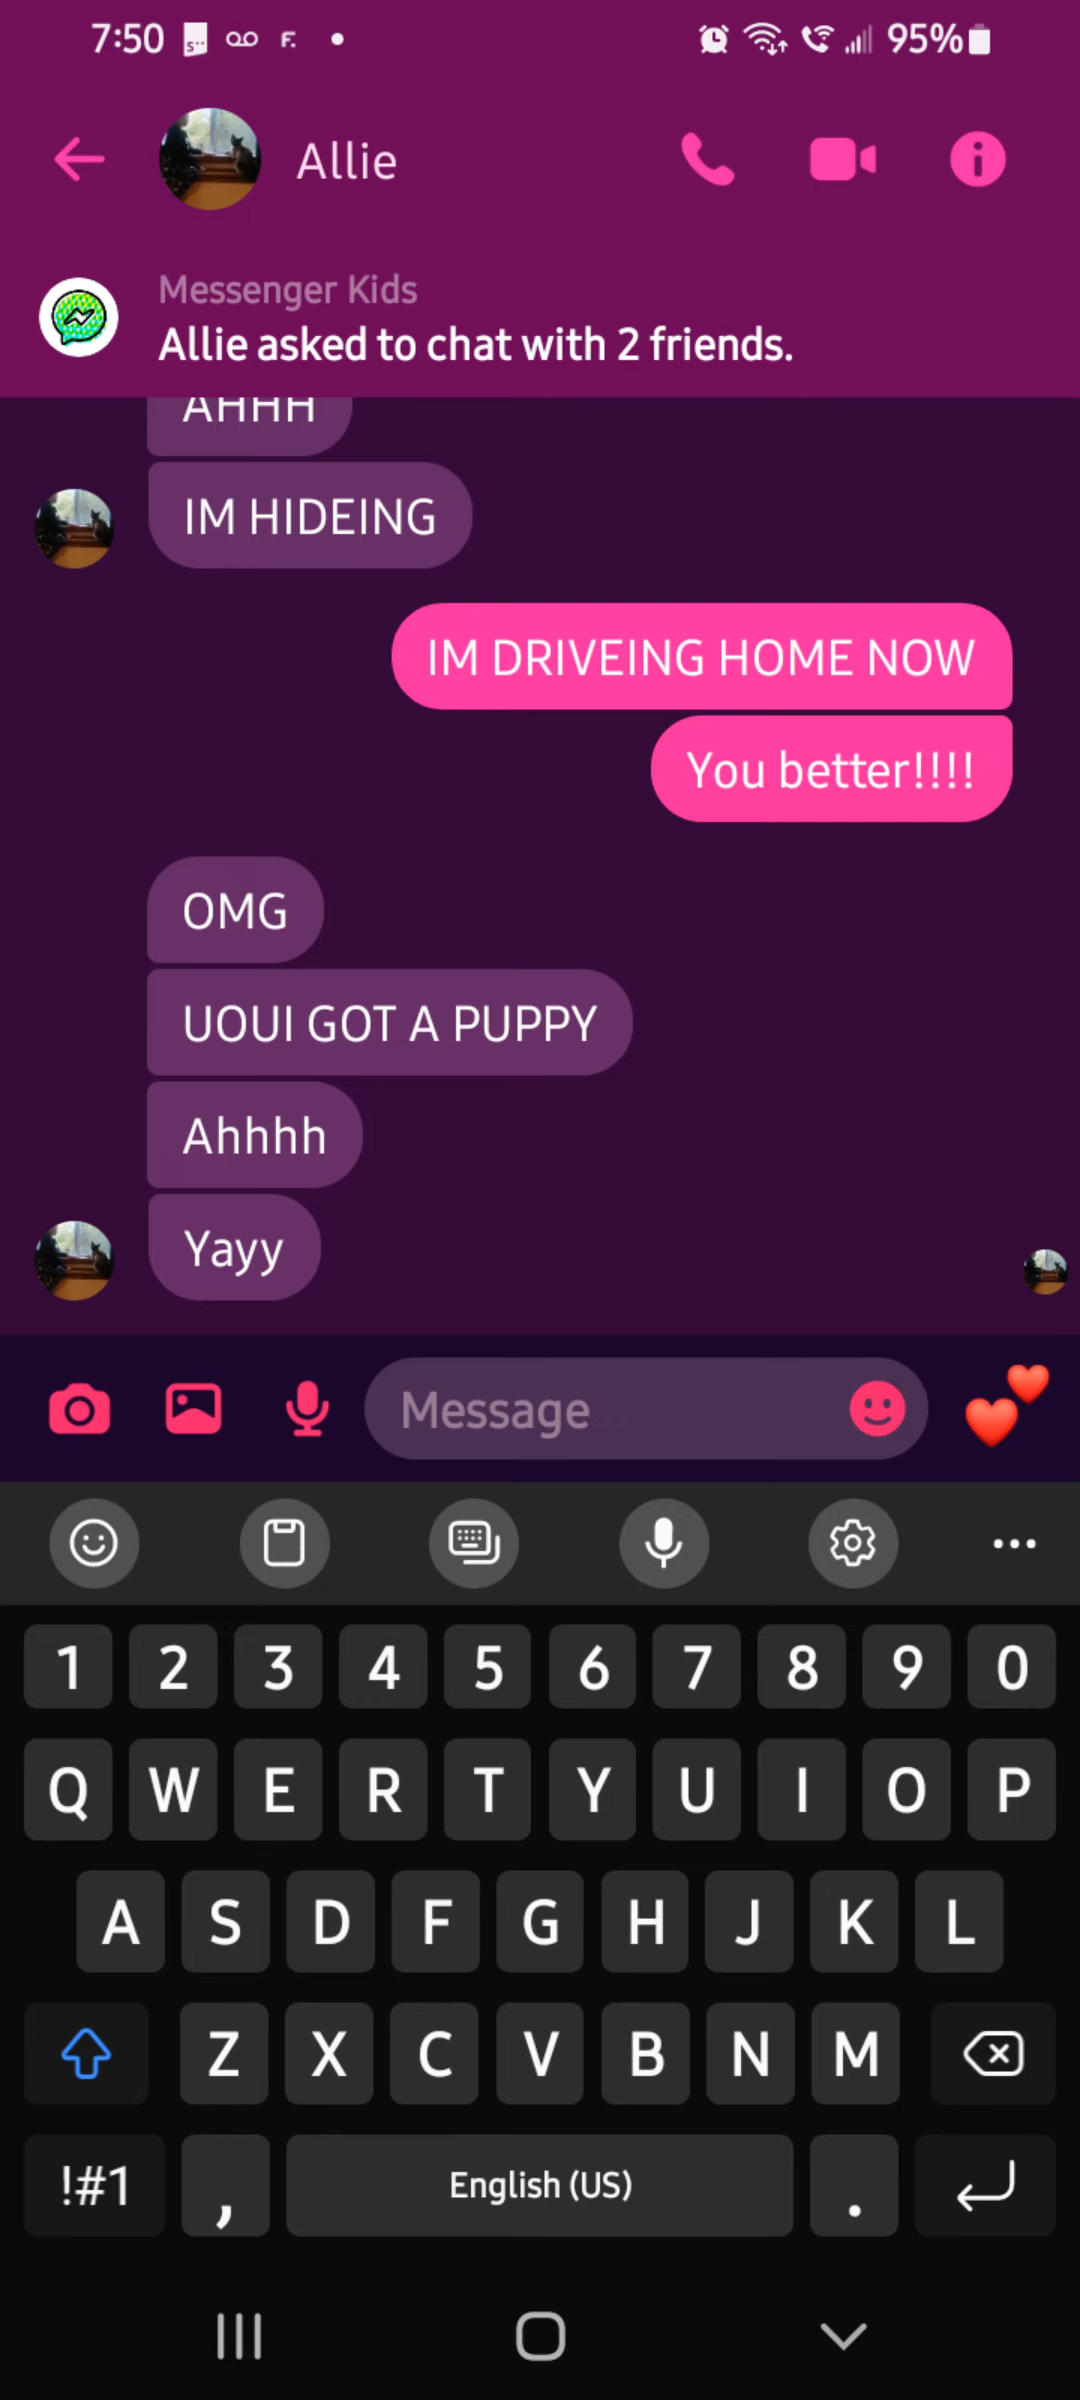 7:50
95%
Allie
Messenger Kids
Allie asked to chat with 2 friends.
AHHH
IM HIDEING
IM DRIVEING HOME NOW
You better!!!!
OMG
UOUI GOT A PUPPY
Ahhhh
Yayy
Message
1 2 3 4 5 6 7 8 9 0
Q W E R T Y U I O P
A S D F G H J K L
Z X C V B N M
!#1 , English (US) .